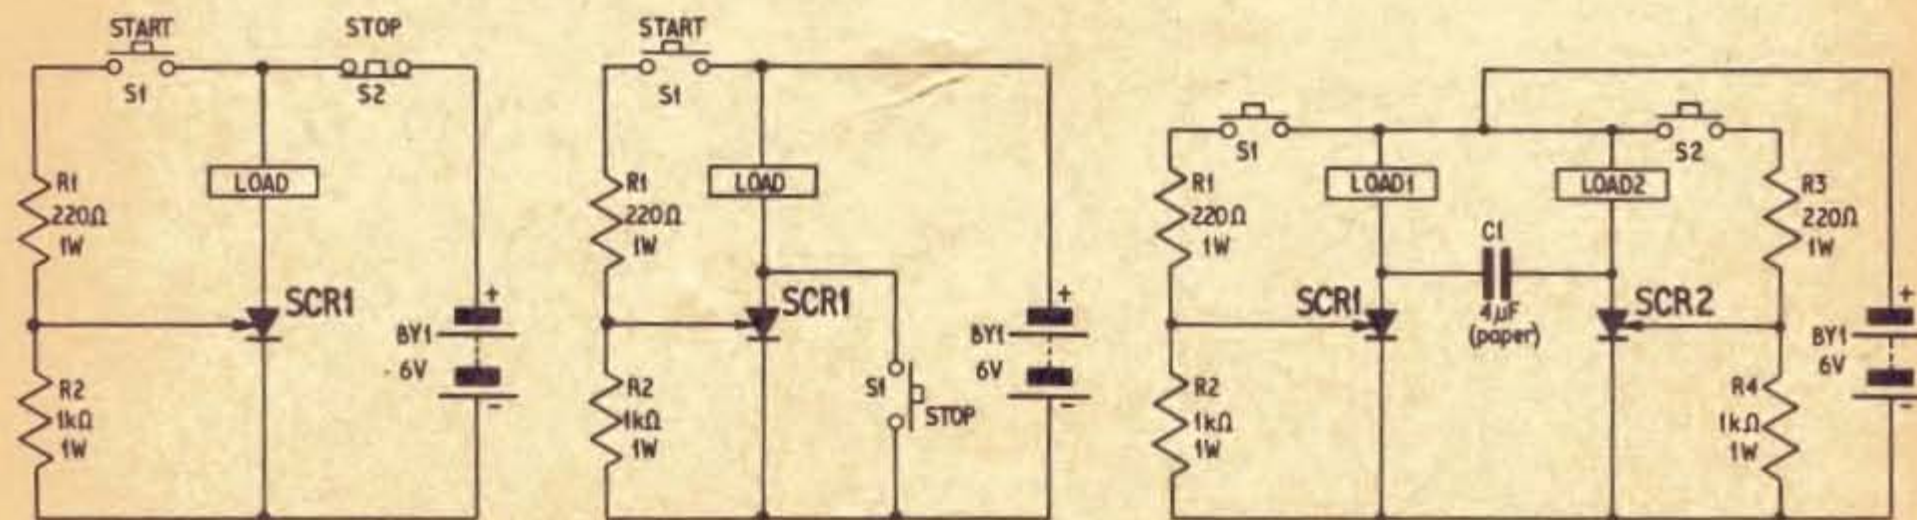 START
STOP
S1
S2
R1
220Ω
1W
LOAD
SCR1
+
BY1
6V
-
R2
1kΩ
1W
START
S1
R1
220Ω
1W
LOAD
SCR1
+
BY1
6V
-
R2
1kΩ
1W
S1
STOP
S1
S2
R1
220Ω
1W
LOAD1
LOAD2
R3
220Ω
1W
C1
4µF
(paper)
SCR1
SCR2
+
BY1
6V
-
R2
1kΩ
1W
R4
1kΩ
1W